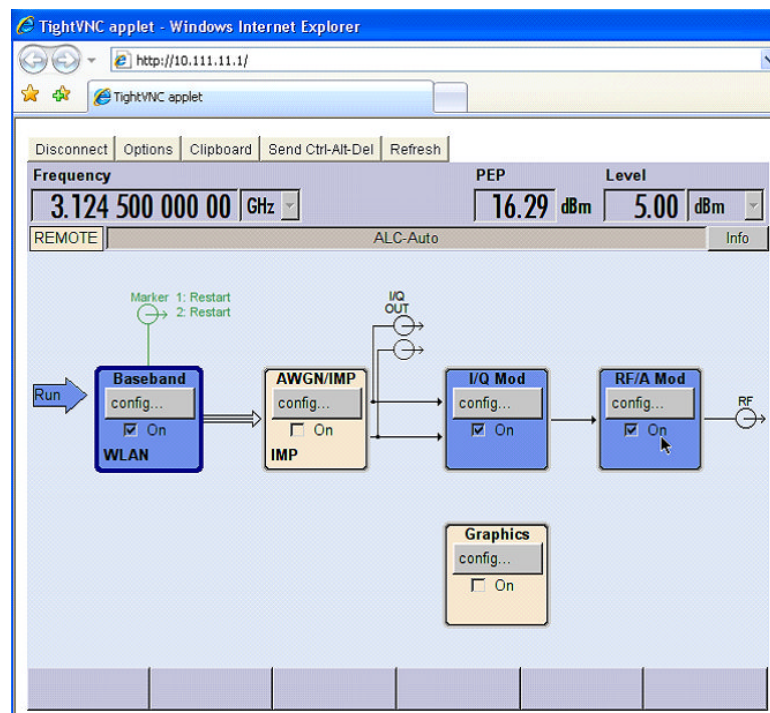 TightVNC applet - Windows Internet Explorer
http://10.111.11.1/
TightVNC applet
Disconnect Options Clipboard Send Ctrl-Alt-Del Refresh
Frequency PEP Level
3.124 500 000 00 GHz 16.29 dBm 5.00 dBm
REMOTE ALC-Auto Info
Marker 1: Restart
2: Restart
I/Q
OUT
Run
Baseband
config...
On
WLAN
AWGN/IMP
config...
On
IMP
I/Q Mod
config...
On
RF/A Mod
config...
On
RF
Graphics
config...
On